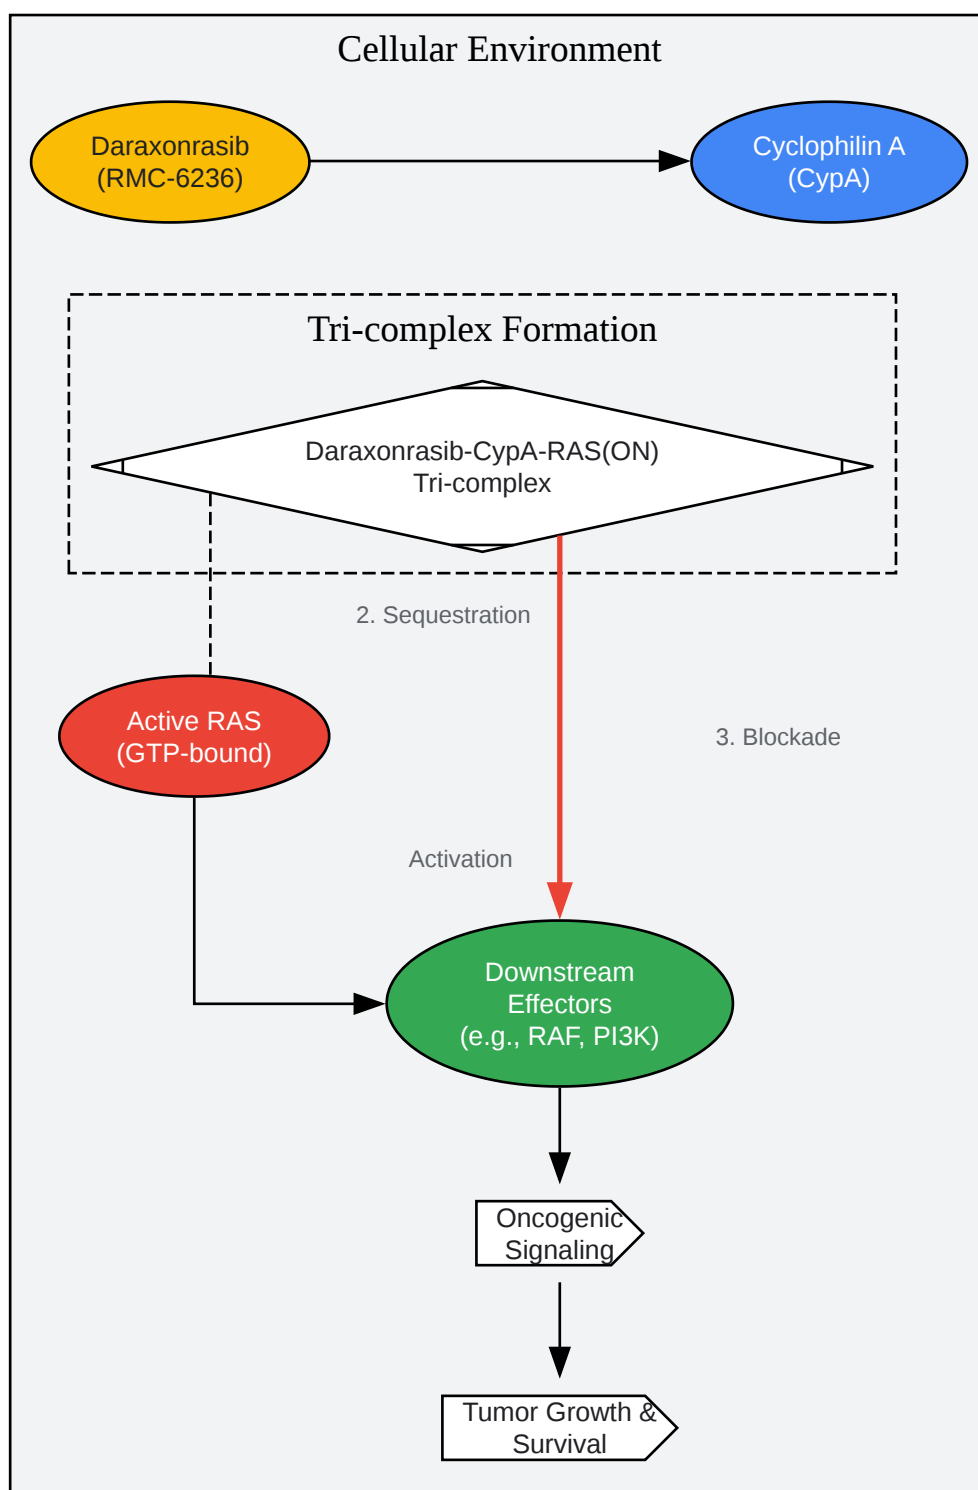 Cellular Environment
Daraxonrasib
(RMC-6236)
Cyclophilin A
(CypA)
Tri-complex Formation
Daraxonrasib-CypA-RAS(ON)
Tri-complex
2. Sequestration
Active RAS
(GTP-bound)
3. Blockade
Activation
Downstream
Effectors
(e.g., RAF, PI3K)
Oncogenic
Signaling
Tumor Growth &
Survival